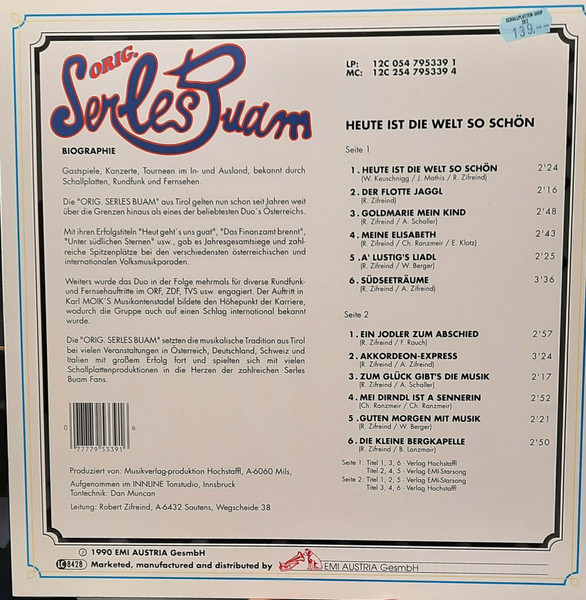 SCHALLPLATTEN SHOP
139.--
ORIG.
Serles Buam
LP: 12C 054 795339 1
MC: 12C 254 795339 4
BIOGRAPHIE
Gastspiele, Konzerte, Tourneen im In- und Ausland, bekannt durch
Schallplatten, Rundfunk und Fernsehen.
Die "ORIG. SERLES BUAM" aus Tirol gelten nun schon seit Jahren weit
über die Grenzen hinaus als eines der beliebtesten Duo's Österreichs.
Mit ihren Erfolgstiteln "Heut geht's uns guat", "Das Finanzamt brennt",
"Unter südlichen Sternen" usw., gab es Jahresgesamtsiege und zahl-
reiche Spitzenplätze bei den verschiedensten österreichischen und
internationalen Volksmusikparaden.
Weiters wurde das Duo in der Folge mehrmals für diverse Rundfunk-
und Fernsehauftritte im ORF, ZDF, TVS usw. engagiert. Der Auftritt in
Karl MOIK'S Musikantenstadel bildete den Höhepunkt der Karriere,
wodurch die Gruppe auch auf einen Schlag international bekannt
wurde.
Die "ORIG. SERLES BUAM" setzten die musikalische Tradition aus Tirol
bei vielen Veranstaltungen in Österreich, Deutschland, Schweiz und
Italien mit großem Erfolg fort und spielten sich mit vielen
Schallplattenproduktionen in die Herzen der zahlreichen Serles
Buam Fans.
0 77779 53391 6
Produziert von: Musikverlag-produktion Hochstaffl, A-6060 Mils,
Aufgenommen im INNLINE Tonstudio, Innsbruck
Tontechnik: Dan Muncan
Leitung: Robert Zifreind, A-6432 Sautens, Wegscheide 38
HEUTE IST DIE WELT SO SCHÖN
Seite 1
1. HEUTE IST DIE WELT SO SCHÖN 2'24
(W. Keuschnigg / J. Mathis / R. Zifreind)
2. DER FLOTTE JAGGL 2'16
(R. Zifreind)
3. GOLDMARIE MEIN KIND 2'48
(R. Zifreind / A. Schaller)
4. MEINE ELISABETH 2'43
(R. Zifreind / Ch. Ranzmeir / E. Klotz)
5. A' LUSTIG'S LIADL 2'25
(R. Zifreind / W. Berger)
6. SÜDSEETRÄUME 3'36
(R. Zifreind / A. Zifreind)
Seite 2
1. EIN JODLER ZUM ABSCHIED 2'57
(R. Zifreind / F. Rauch)
2. AKKORDEON-EXPRESS 3'24
(R. Zifreind / A. Zifreind)
3. ZUM GLÜCK GIBT'S DIE MUSIK 2'17
(R. Zifreind / A. Schaller)
4. MEI DIRNDL IST A SENNERIN 2'52
(Ch. Ranzmeir / Ch. Ranzmeir)
5. GUTEN MORGEN MIT MUSIK 2'21
(R. Zifreind / W. Berger)
6. DIE KLEINE BERGKAPELLE 2'50
(R. Zifreind / B. Lanzmair)
Seite 1: Titel 1, 3, 6 - Verlag Hochstaffl
Titel 2, 4, 5 - Verlag EMI-Starsong
Seite 2: Titel 1, 2, 5 - Verlag EMI-Starsong
Titel 3, 4, 6 - Verlag Hochstaffl
℗ 1990 EMI AUSTRIA GesmbH
LC 8428 Marketed, manufactured and distributed by EMI AUSTRIA GesmbH